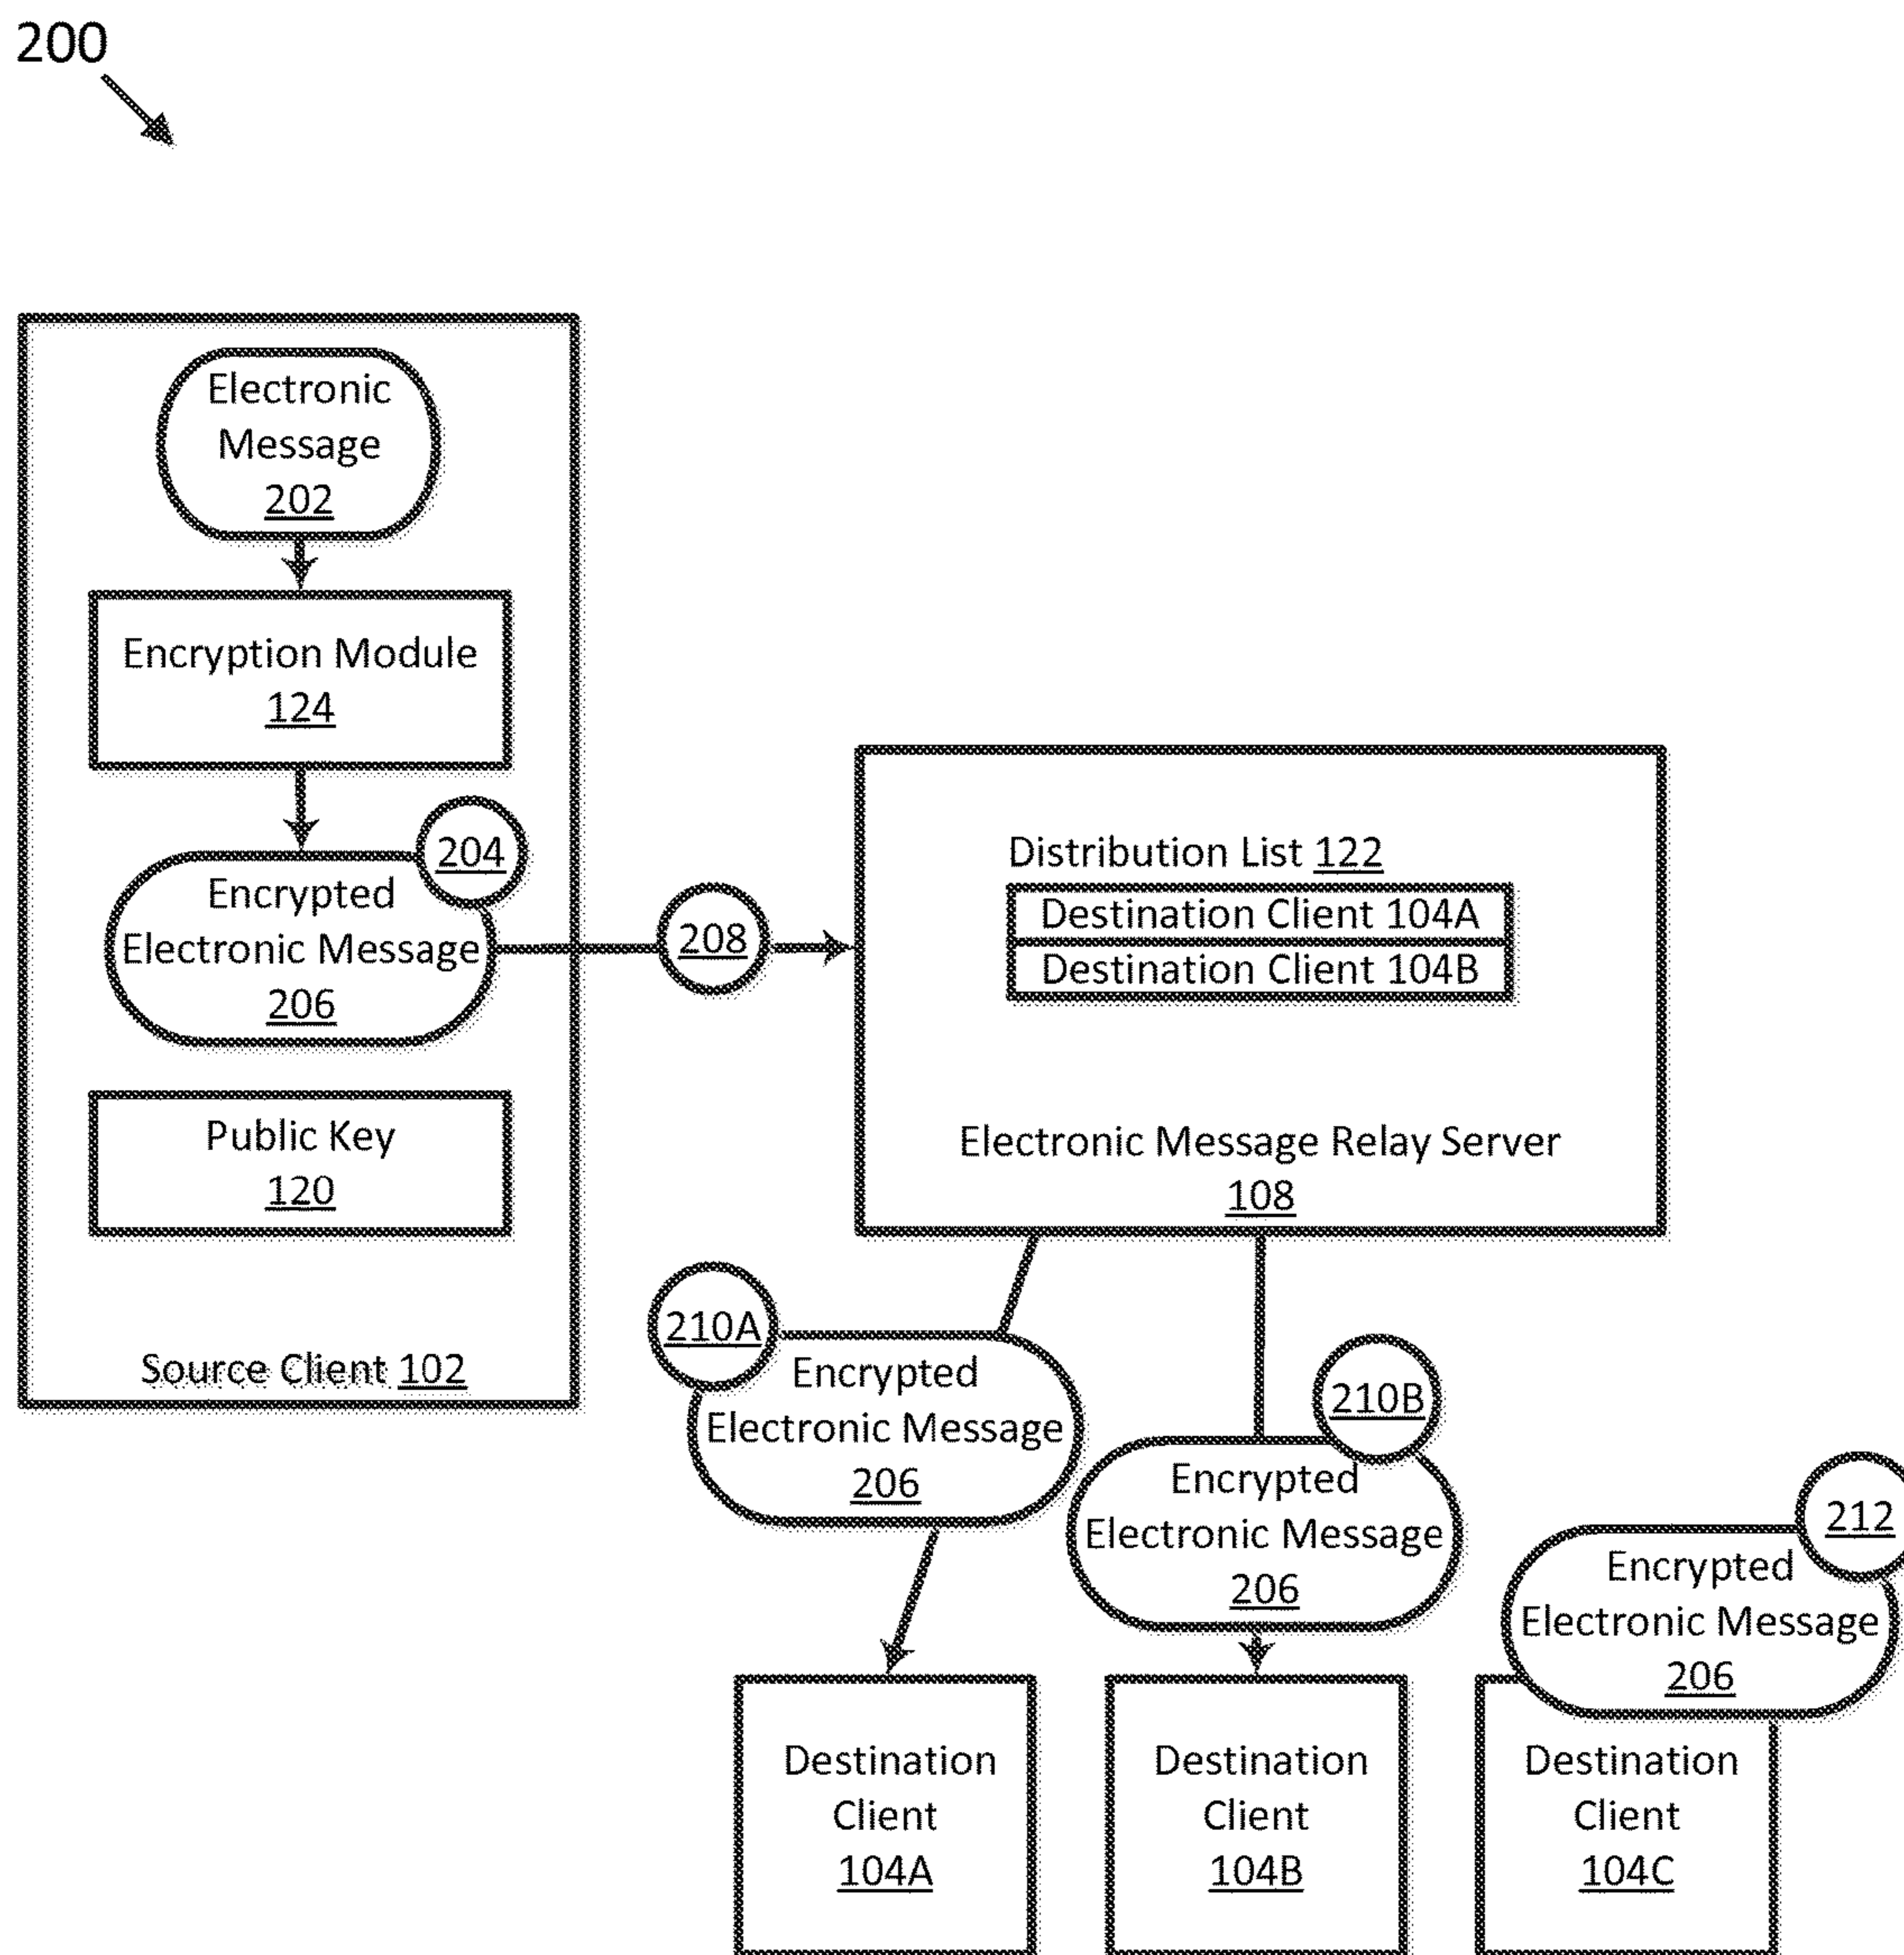 200
Electronic
Message
202
Encryption Module
124
204
Encrypted
Electronic Message
206
Public Key
120
Source Client 102
208
Distribution List 122
Destination Client 104A
Destination Client 104B
Electronic Message Relay Server
108
210A
Encrypted
Electronic Message
206
210B
Encrypted
Electronic Message
206
212
Encrypted
Electronic Message
206
Destination
Client
104A
Destination
Client
104B
Destination
Client
104C